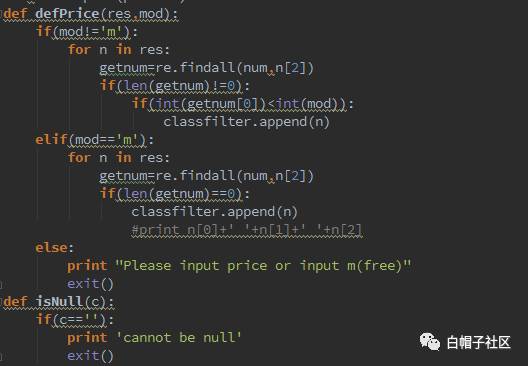 def defPrice(res,mod):
    if(mod!='m'):
        for n in res:
            getnum=re.findall(num,n[2])
            if(len(getnum)!=0):
                if(int(getnum[0])<int(mod)):
                    classfilter.append(n)
    elif(mod=='m'):
        for n in res:
            getnum=re.findall(num,n[2])
            if(len(getnum)==0):
                classfilter.append(n)
                #print n[0]+' '+n[1]+' '+n[2]
    else:
        print "Please input price or input m(free)"
        exit()
def isNull(c):
    if(c==''):
        print 'cannot be null'
        exit()
白帽子社区